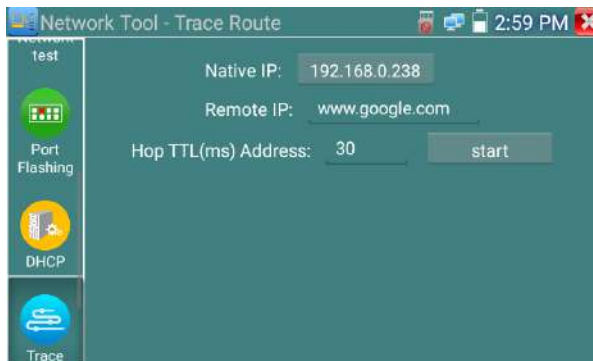 Network Tool - Trace Route 2:59 PM
Network
test
Native IP: 192.168.0.238
Remote IP: www.google.com
Port
Flashing
Hop TTL(ms) Address: 30 start
DHCP
Trace